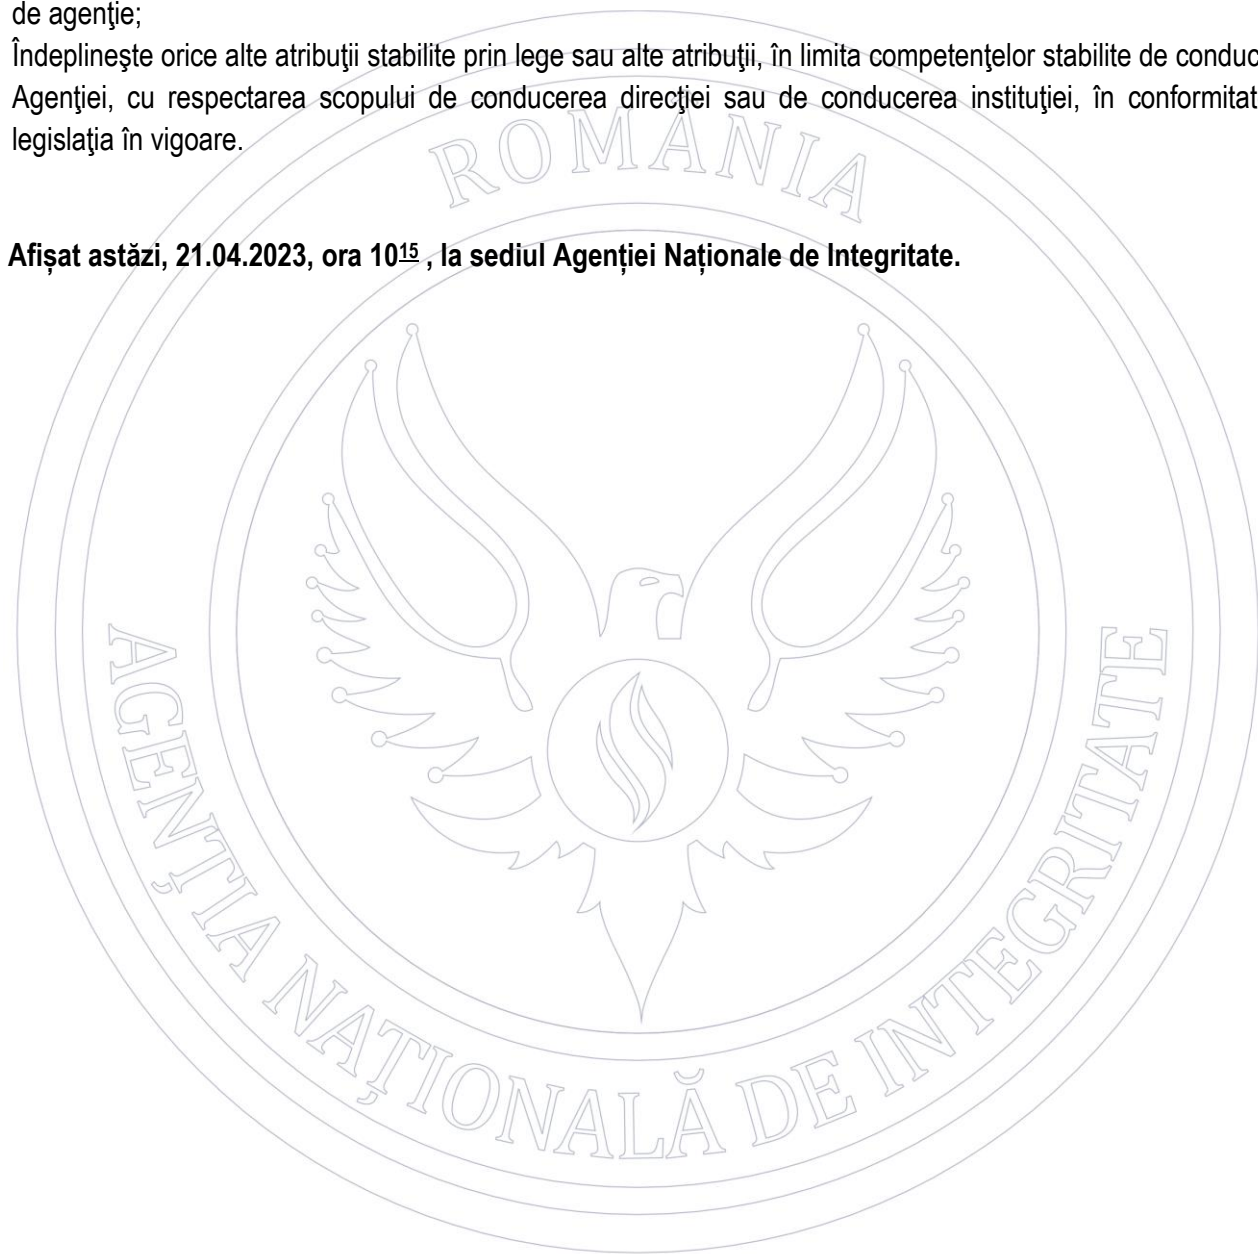 de agenţie;
Îndeplineşte orice alte atribuţii stabilite prin lege sau alte atribuţii, în limita competenţelor stabilite de conduc
Agenţiei, cu respectarea scopului de conducerea direcţiei sau de conducerea instituţiei, în conformitat
legislaţia în vigoare.
ROMANIA
Afișat astăzi, 21.04.2023, ora 10¹⁵ , la sediul Agenției Naționale de Integritate.
AGENȚIA NAȚIONALĂ DE INTEGRITATE